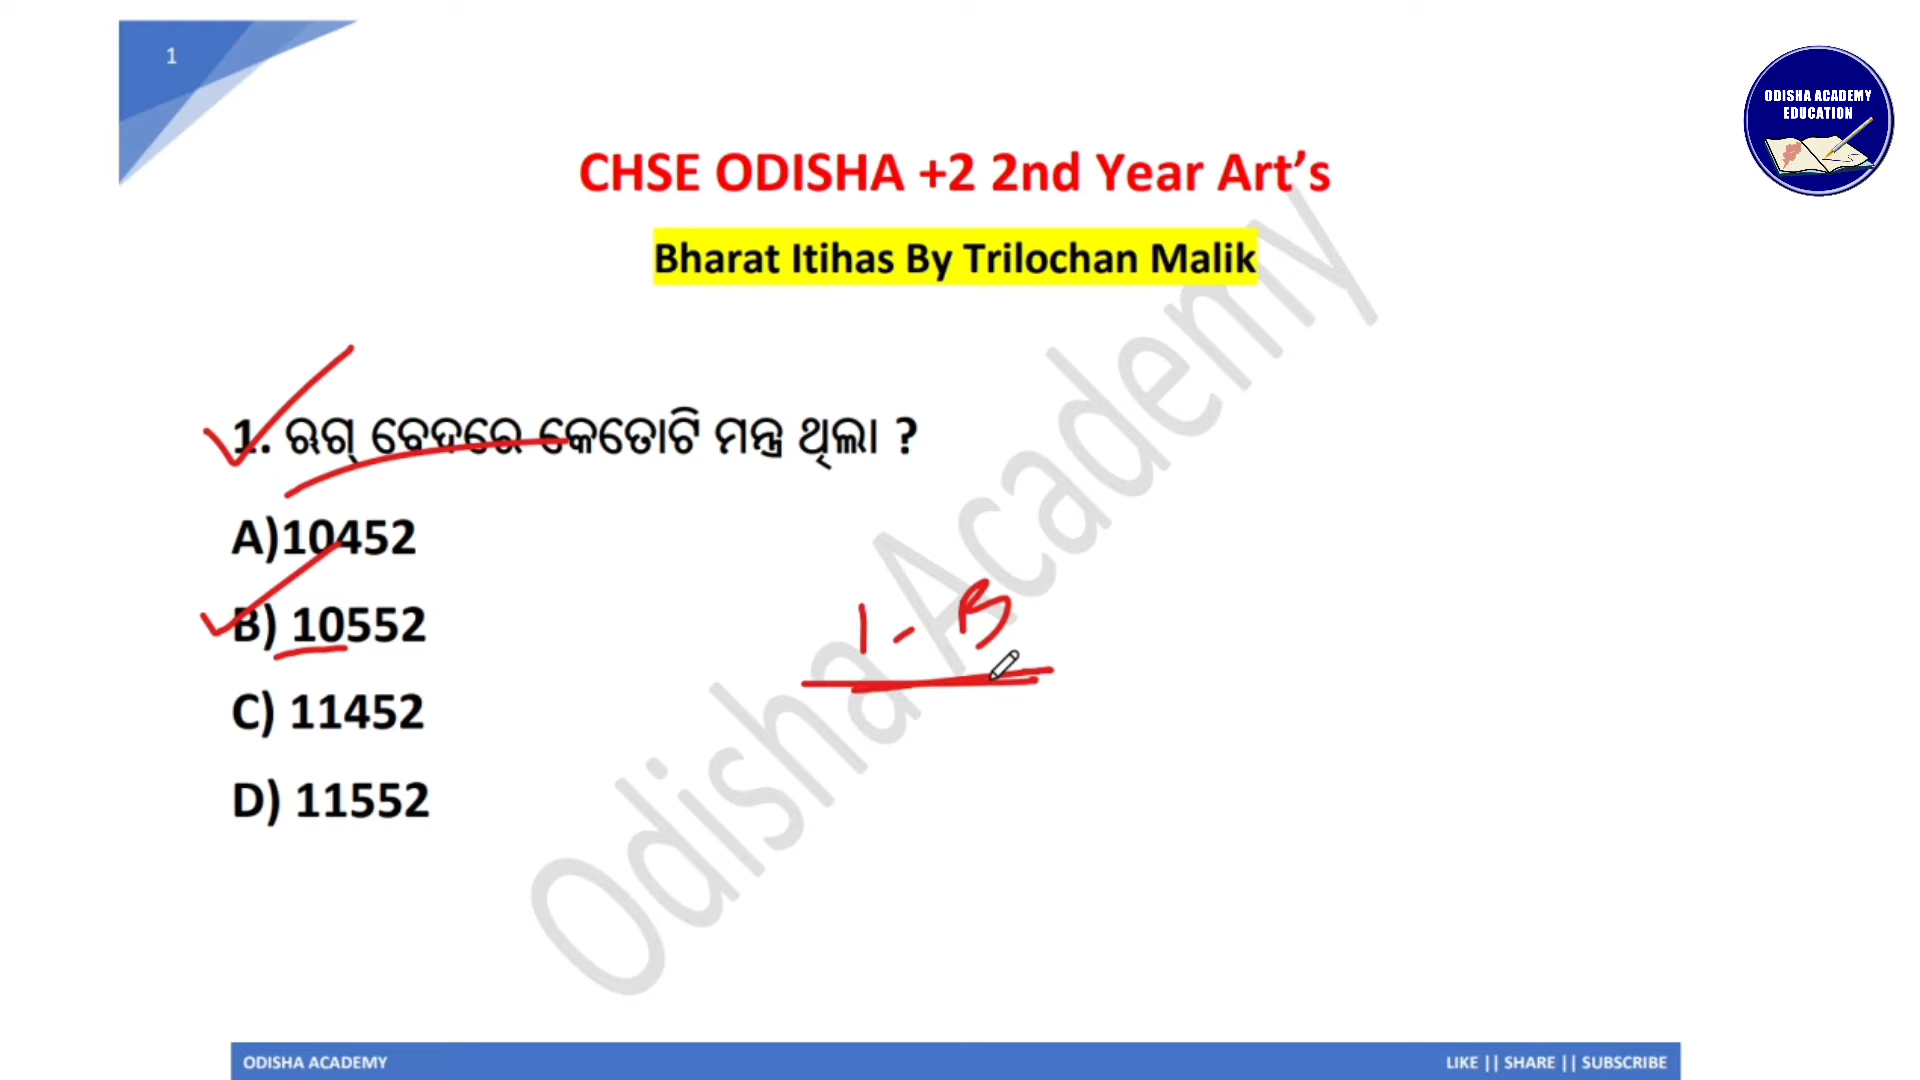 1
ODISHA ACADEMY
EDUCATION
CHSE ODISHA +2 2nd Year Art’s
Bharat Itihas By Trilochan Malik
1. ଋଗ୍ ବେଦରେ କେତୋଟି ମନ୍ତ୍ର ଥିଲା ?
A)10452
B) 10552
C) 11452
D) 11552
1 - B
Odisha Academy
ODISHA ACADEMY
LIKE || SHARE || SUBSCRIBE